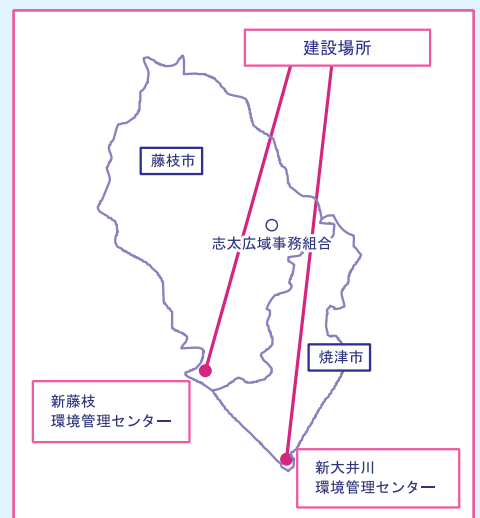 建設場所
藤枝市
志太広域事務組合
焼津市
新藤枝
環境管理センター
新大井川
環境管理センター